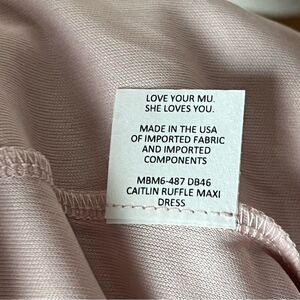 LOVE YOUR MU.
SHE LOVES YOU.
MADE IN THE USA
OF IMPORTED FABRIC
AND IMPORTED
COMPONENTS
MBM6-487 DB46
CAITLIN RUFFLE MAXI
DRESS